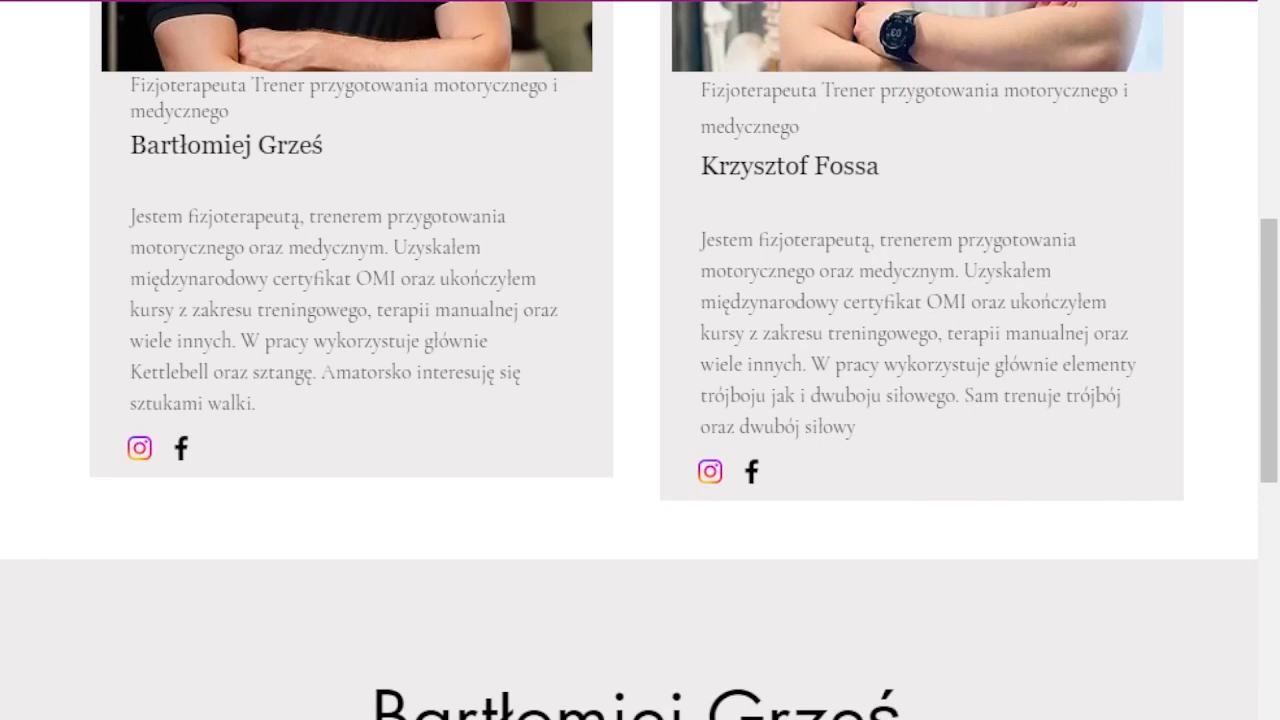 Fizjoterapeuta Trener przygotowania motorycznego i
medycznego
Bartłomiej Grześ
Jestem fizjoterapeutą, trenerem przygotowania
motorycznego oraz medycznym. Uzyskałem
międzynarodowy certyfikat OMI oraz ukończyłem
kursy z zakresu treningowego, terapii manualnej oraz
wiele innych. W pracy wykorzystuje głównie
Kettlebell oraz sztangę. Amatorsko interesuję się
sztukami walki.
Fizjoterapeuta Trener przygotowania motorycznego i
medycznego
Krzysztof Fossa
Jestem fizjoterapeutą, trenerem przygotowania
motorycznego oraz medycznym. Uzyskałem
międzynarodowy certyfikat OMI oraz ukończyłem
kursy z zakresu treningowego, terapii manualnej oraz
wiele innych. W pracy wykorzystuje głównie elementy
trójboju jak i dwuboju siłowego. Sam trenuje trójbój
oraz dwubój siłowy
Bartłomiej Grześ